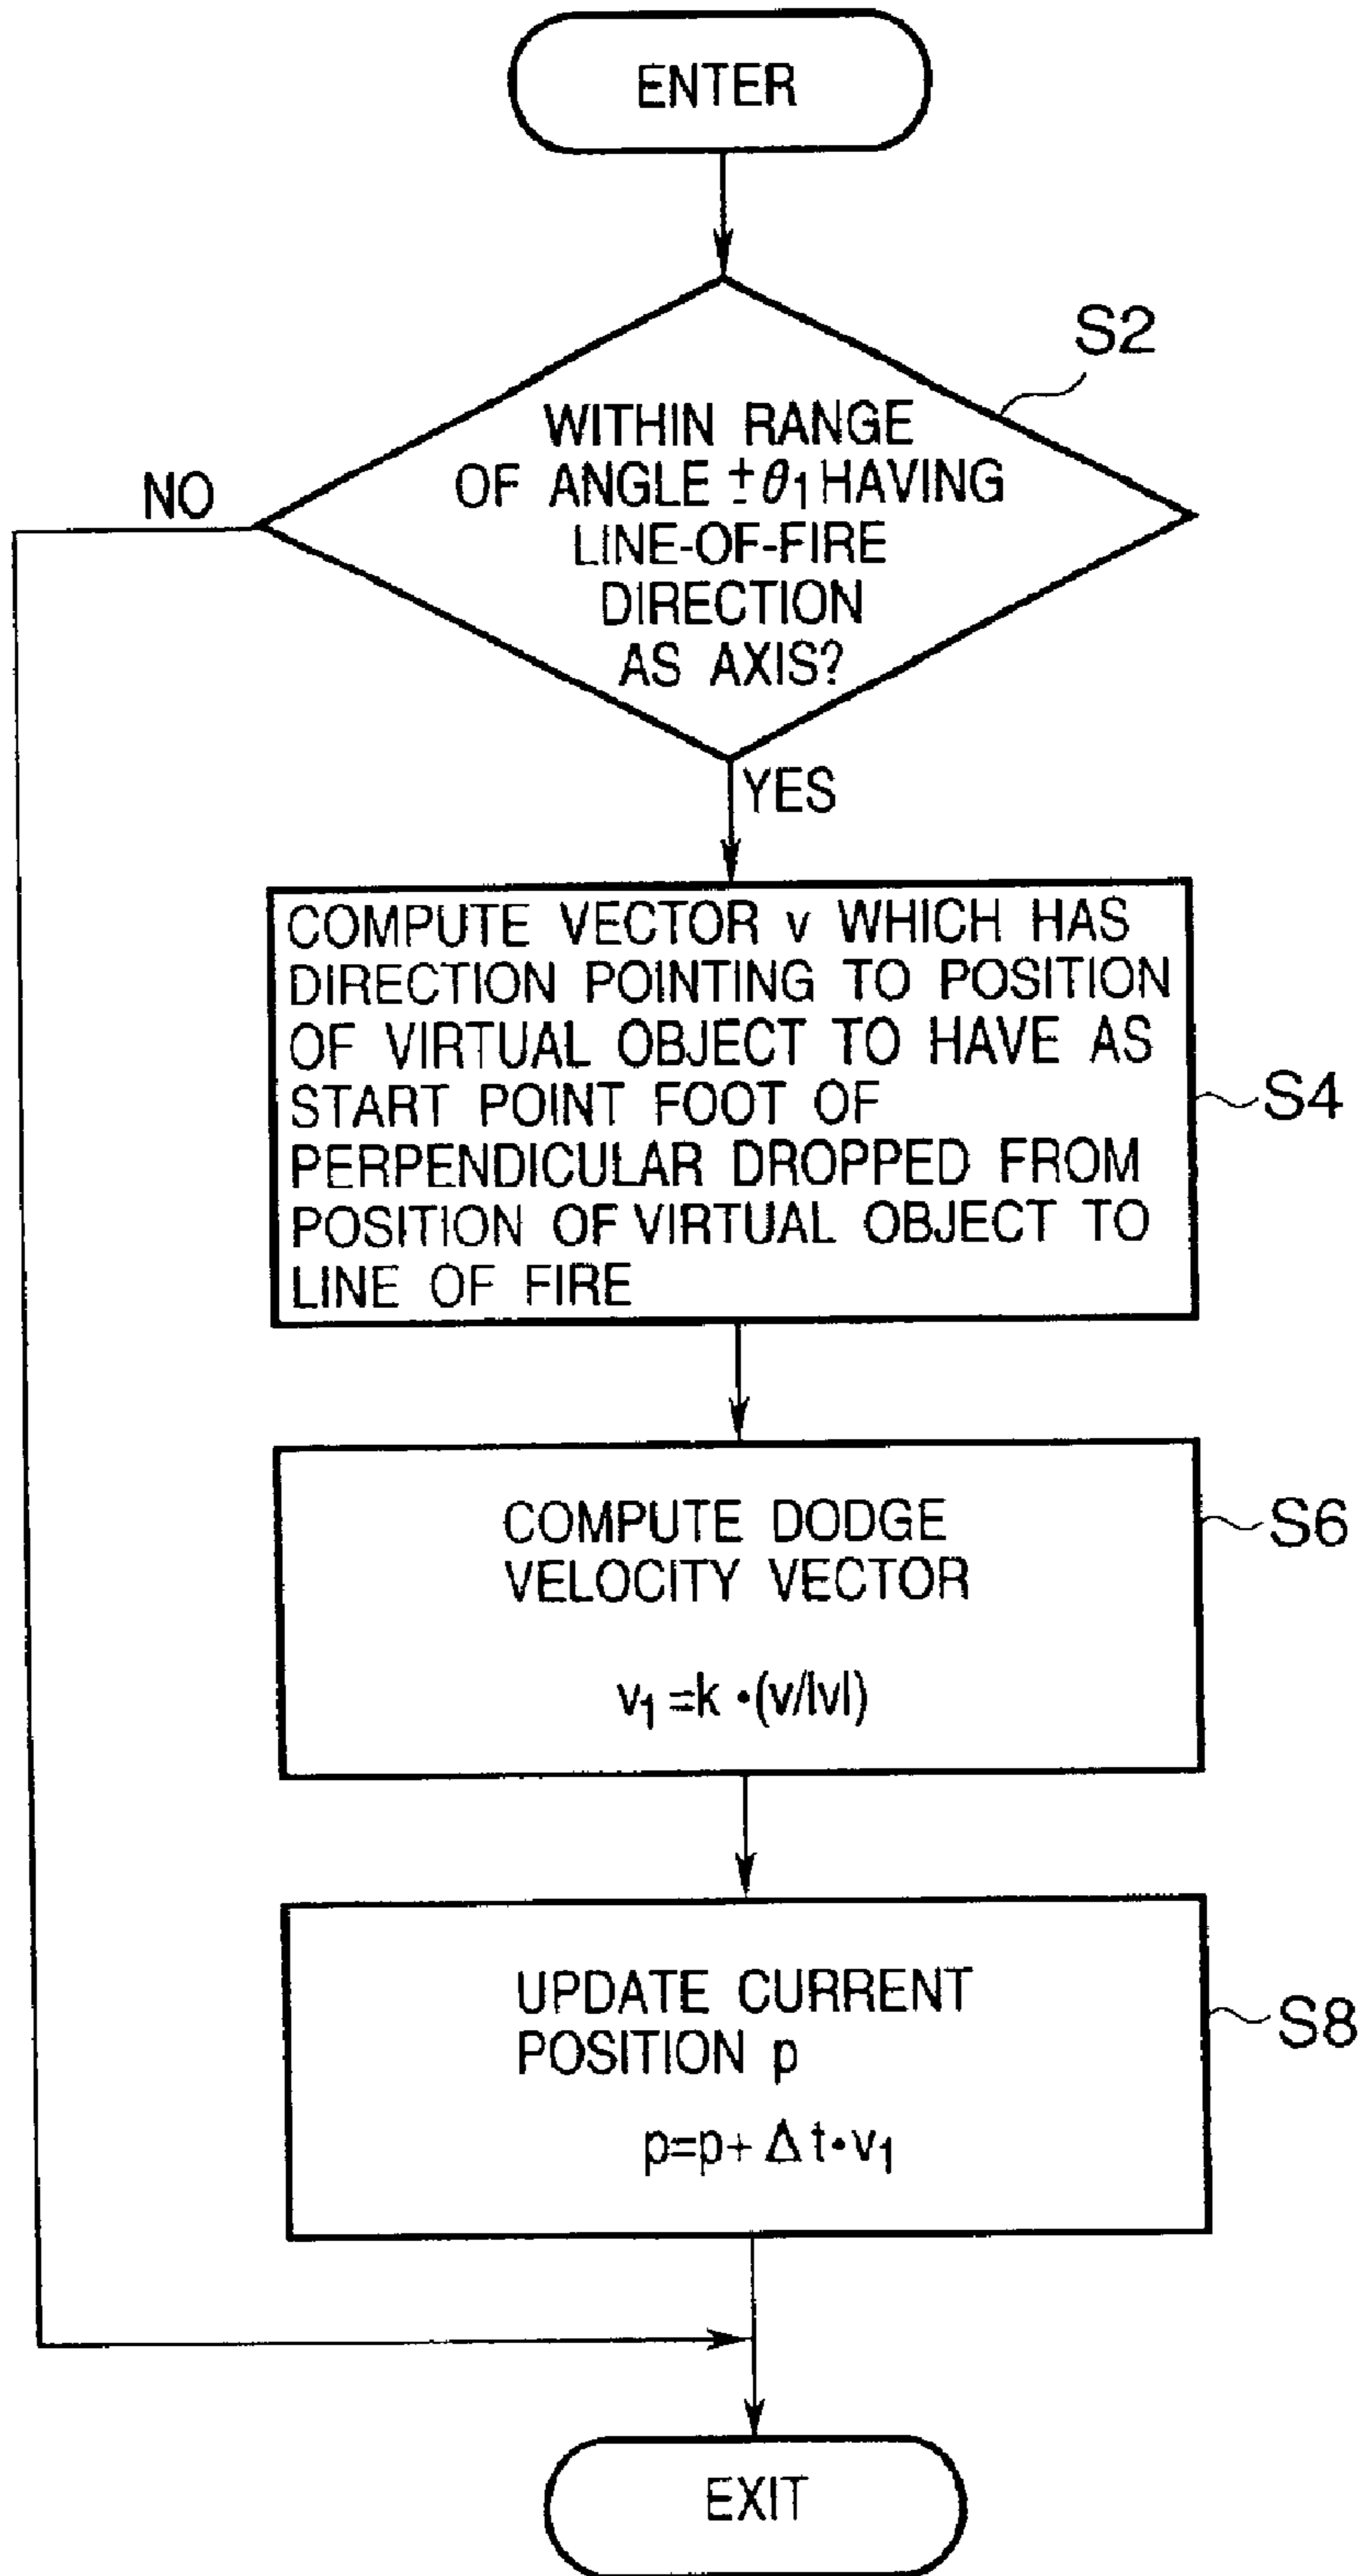 ENTER
S2
WITHIN RANGE
OF ANGLE ±θ₁ HAVING
LINE-OF-FIRE
DIRECTION
AS AXIS?
NO
YES
COMPUTE VECTOR v WHICH HAS
DIRECTION POINTING TO POSITION
OF VIRTUAL OBJECT TO HAVE AS
START POINT FOOT OF
PERPENDICULAR DROPPED FROM
POSITION OF VIRTUAL OBJECT TO
LINE OF FIRE
S4
COMPUTE DODGE
VELOCITY VECTOR
v₁=k•(v/|v|)
S6
UPDATE CURRENT
POSITION p
p=p+Δt•v₁
S8
EXIT